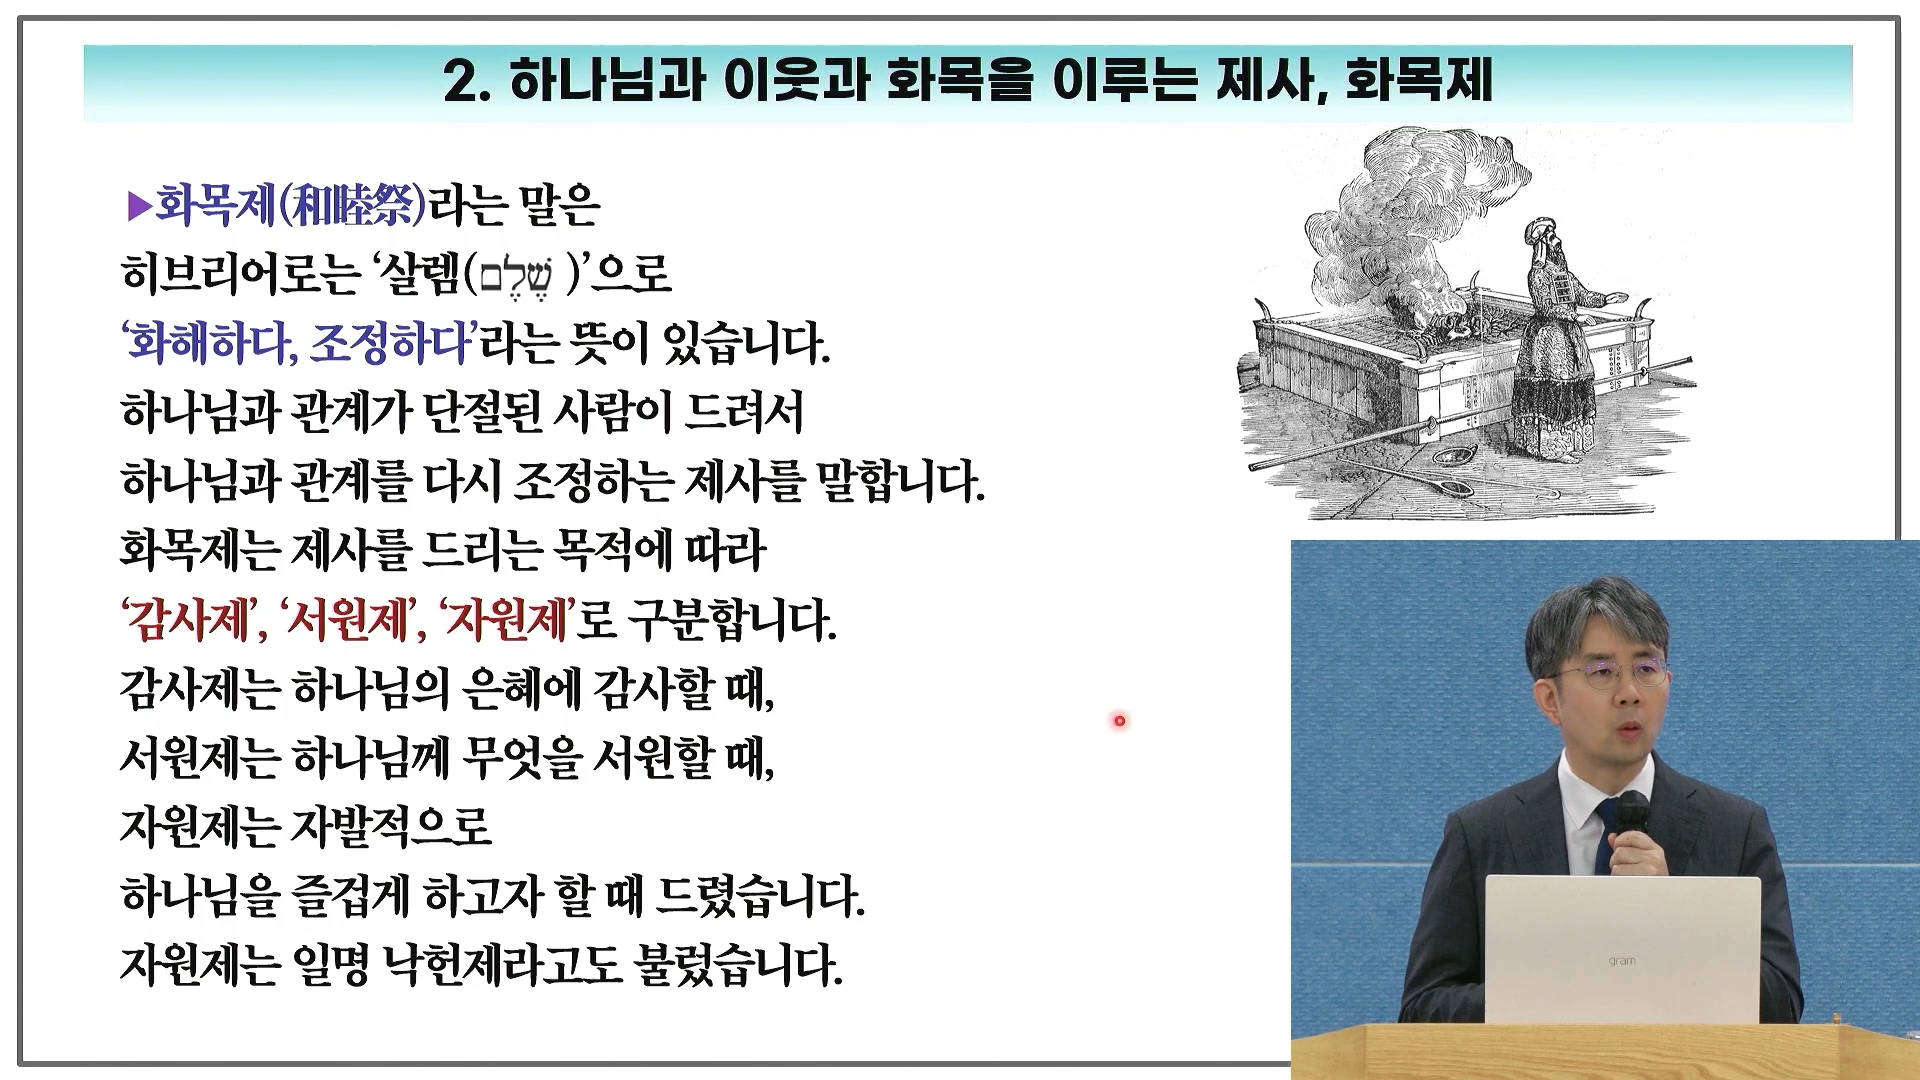 2. 하나님과 이웃과 화목을 이루는 제사, 화목제
▶화목제(和睦祭)라는 말은
히브리어로는 ‘살렘(שֶׁלֶם )’으로
‘화해하다, 조정하다’라는 뜻이 있습니다.
하나님과 관계가 단절된 사람이 드려서
하나님과 관계를 다시 조정하는 제사를 말합니다.
화목제는 제사를 드리는 목적에 따라
‘감사제’, ‘서원제’, ‘자원제’로 구분합니다.
감사제는 하나님의 은혜에 감사할 때,
서원제는 하나님께 무엇을 서원할 때,
자원제는 자발적으로
하나님을 즐겁게 하고자 할 때 드렸습니다.
자원제는 일명 낙헌제라고도 불렀습니다.
gram